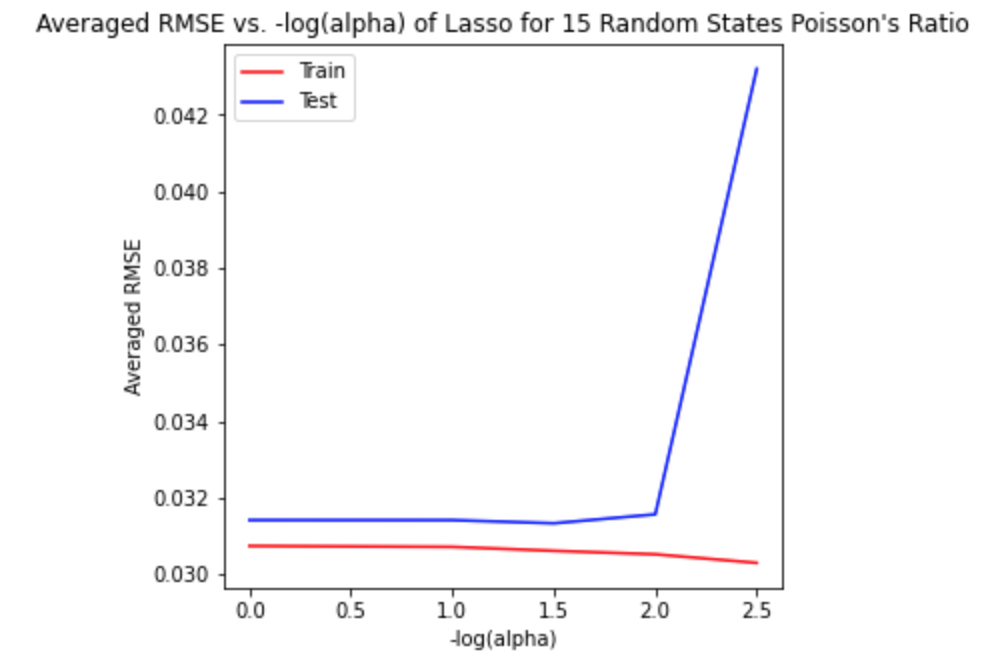 Averaged RMSE vs. -log(alpha) of Lasso for 15 Random States Poisson's Ratio
Train
Test
0.042
0.040
0.038
0.036
0.034
0.032
0.030
Averaged RMSE
0.0 0.5 1.0 1.5 2.0 2.5
-log(alpha)